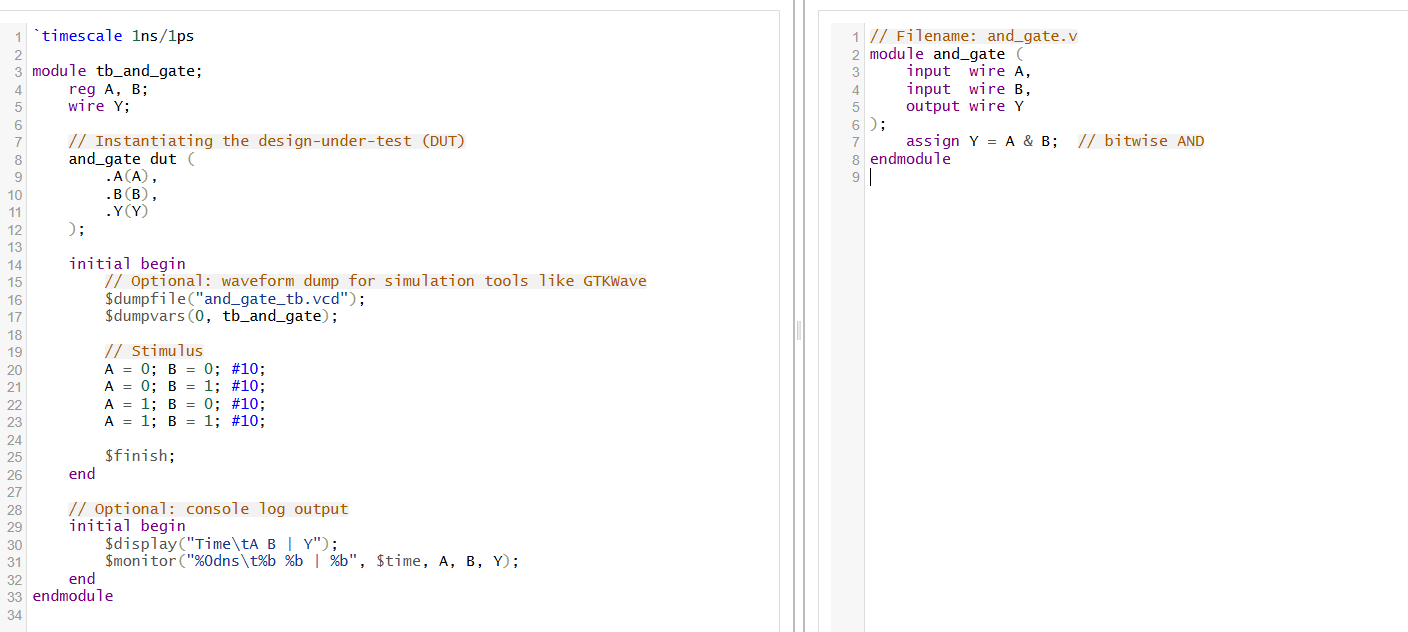 1 `timescale 1ns/1ps
2
3 module tb_and_gate;
4     reg A, B;
5     wire Y;
6
7     // Instantiating the design-under-test (DUT)
8     and_gate dut (
9         .A(A),
10         .B(B),
11         .Y(Y)
12     );
13
14     initial begin
15         // Optional: waveform dump for simulation tools like GTKWave
16         $dumpfile("and_gate_tb.vcd");
17         $dumpvars(0, tb_and_gate);
18
19         // Stimulus
20         A = 0; B = 0; #10;
21         A = 0; B = 1; #10;
22         A = 1; B = 0; #10;
23         A = 1; B = 1; #10;
24
25         $finish;
26     end
27
28     // Optional: console log output
29     initial begin
30         $display("Time\tA B | Y");
31         $monitor("%0dns\t%b %b | %b", $time, A, B, Y);
32     end
33 endmodule
34
1 // Filename: and_gate.v
2 module and_gate (
3     input  wire A,
4     input  wire B,
5     output wire Y
6 );
7     assign Y = A & B;  // bitwise AND
8 endmodule
9